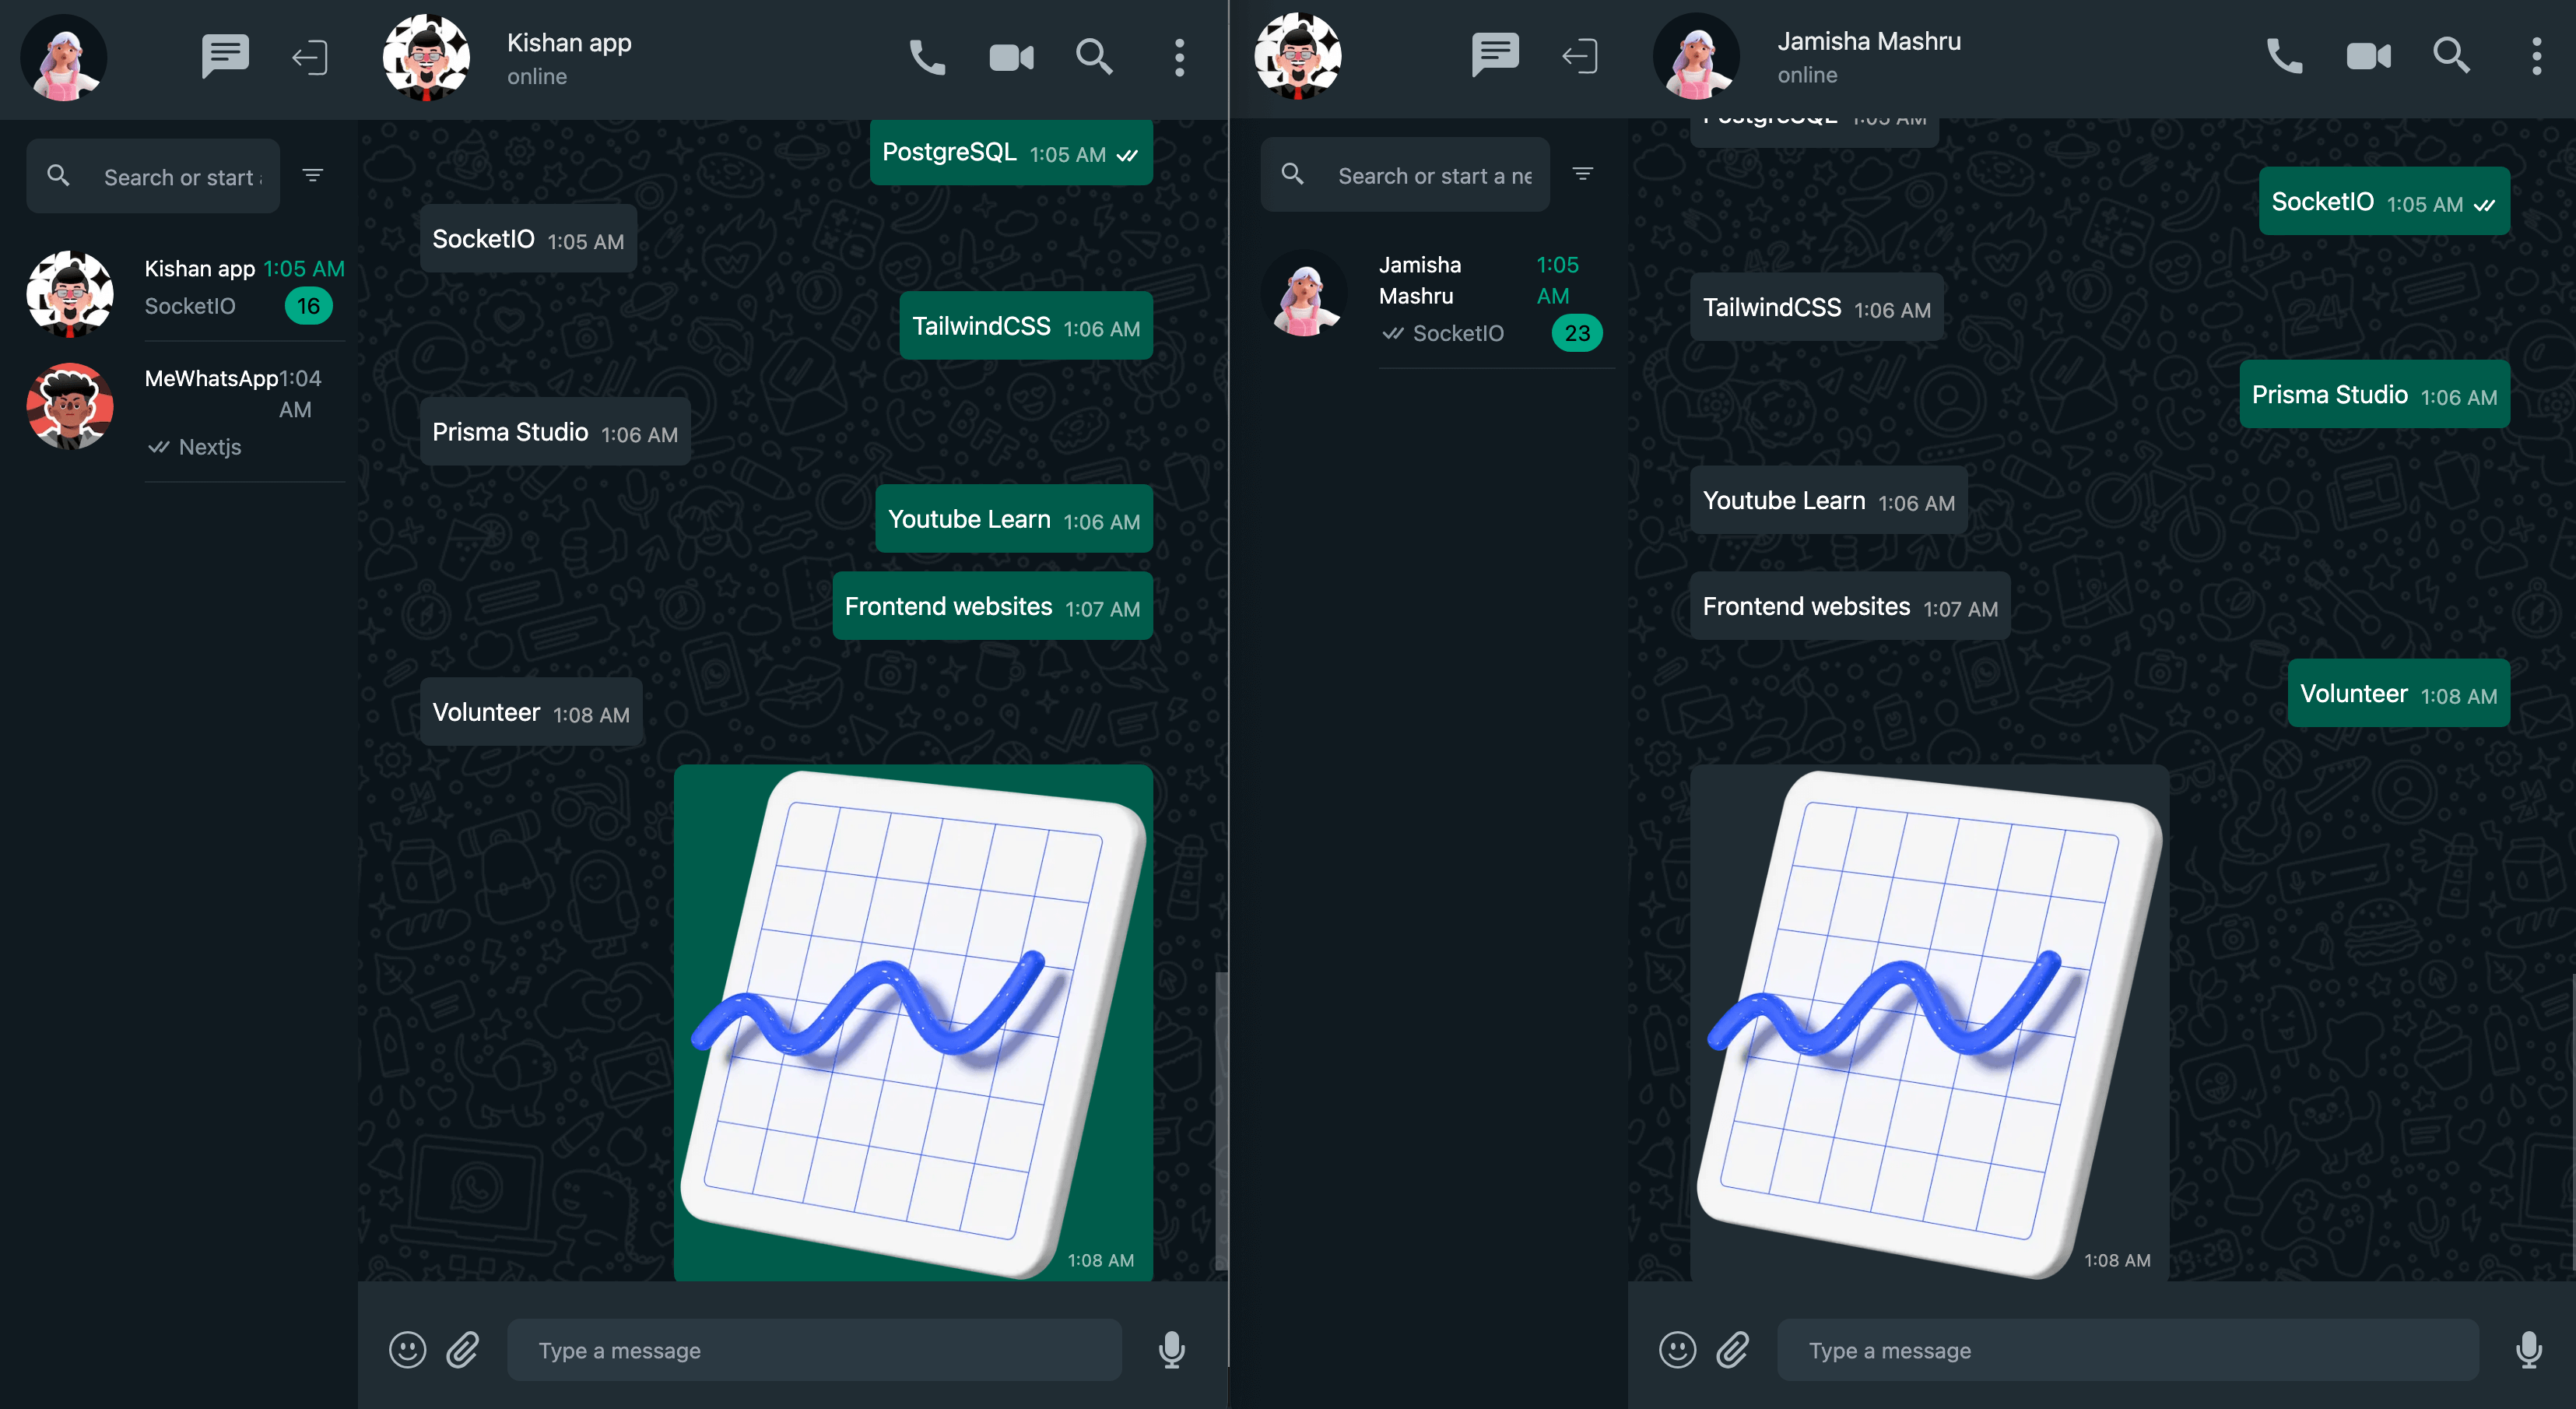 Kishan app
online
Search or start a
Kishan app 1:05 AM
SocketIO 16
MeWhatsApp 1:04
AM
Nextjs
PostgreSQL 1:05 AM
SocketIO 1:05 AM
TailwindCSS 1:06 AM
Prisma Studio 1:06 AM
Youtube Learn 1:06 AM
Frontend websites 1:07 AM
Volunteer 1:08 AM
1:08 AM
Type a message
Jamisha Mashru
online
Search or start a ne
Jamisha 1:05
Mashru AM
SocketIO 23
PostgreSQL 1:05 AM
SocketIO 1:05 AM
TailwindCSS 1:06 AM
Prisma Studio 1:06 AM
Youtube Learn 1:06 AM
Frontend websites 1:07 AM
Volunteer 1:08 AM
1:08 AM
Type a message